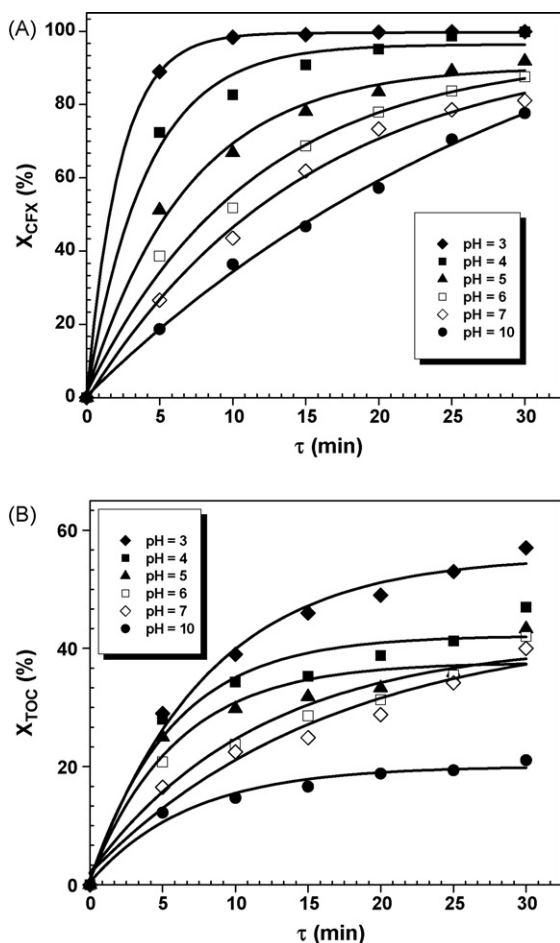 (A)
100
80
60
40
20
0
X_CFX (%)
pH = 3
pH = 4
pH = 5
pH = 6
pH = 7
pH = 10
0 5 10 15 20 25 30
τ (min)
(B)
60
40
20
0
X_TOC (%)
pH = 3
pH = 4
pH = 5
pH = 6
pH = 7
pH = 10
0 5 10 15 20 25 30
τ (min)